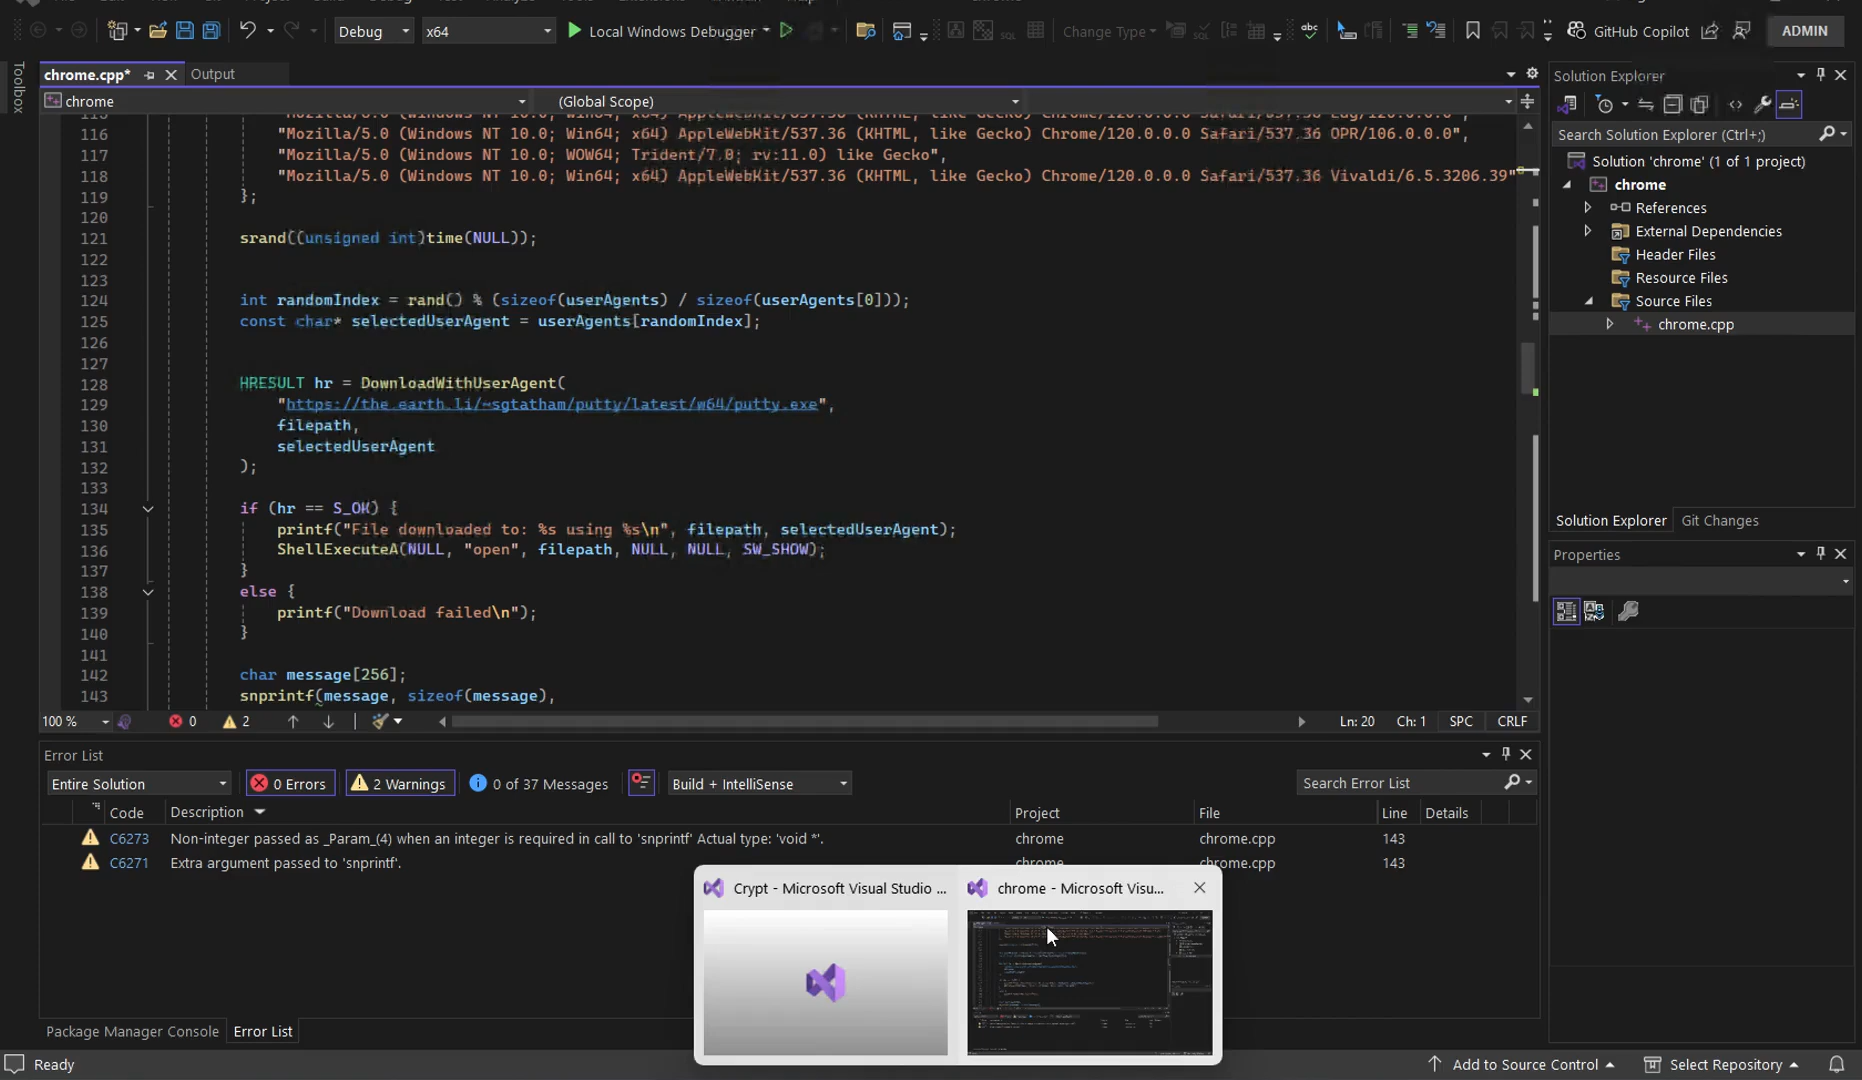 Debug
x64
Local Windows Debugger
Change Type
GitHub Copilot
ADMIN
Toolbox
chrome.cpp*
Output
chrome
(Global Scope)
116 "Mozilla/5.0 (Windows NT 10.0; Win64; x64) AppleWebKit/537.36 (KHTML, like Gecko) Chrome/120.0.0.0 Safari/537.36 OPR/106.0.0.0",
117 "Mozilla/5.0 (Windows NT 10.0; WOW64; Trident/7.0; rv:11.0) like Gecko",
118 "Mozilla/5.0 (Windows NT 10.0; Win64; x64) AppleWebKit/537.36 (KHTML, like Gecko) Chrome/120.0.0.0 Safari/537.36 Vivaldi/6.5.3206.39"
119 };
120
121 srand((unsigned int)time(NULL));
122
123
124 int randomIndex = rand() % (sizeof(userAgents) / sizeof(userAgents[0]));
125 const char* selectedUserAgent = userAgents[randomIndex];
126
127
128 HRESULT hr = DownloadWithUserAgent(
129 "https://the.earth.li/~sgtatham/putty/latest/w64/putty.exe",
130 filepath,
131 selectedUserAgent
132 );
133
134 if (hr == S_OK) {
135 printf("File downloaded to: %s using %s\n", filepath, selectedUserAgent);
136 ShellExecuteA(NULL, "open", filepath, NULL, NULL, SW_SHOW);
137 }
138 else {
139 printf("Download failed\n");
140 }
141
142 char message[256];
143 snprintf(message, sizeof(message),
100 %
0
2
Ln: 20 Ch: 1 SPC CRLF
Solution Explorer
Search Solution Explorer (Ctrl+;)
Solution 'chrome' (1 of 1 project)
chrome
References
External Dependencies
Header Files
Resource Files
Source Files
chrome.cpp
Solution Explorer
Git Changes
Properties
Error List
Entire Solution
0 Errors
2 Warnings
0 of 37 Messages
Build + IntelliSense
Search Error List
Code Description Project File Line Details
C6273 Non-integer passed as _Param_(4) when an integer is required in call to 'snprintf' Actual type: 'void *'. chrome chrome.cpp 143
C6271 Extra argument passed to 'snprintf'. chrome chrome.cpp 143
Crypt - Microsoft Visual Studio ...
chrome - Microsoft Visu...
Package Manager Console
Error List
Ready
Add to Source Control
Select Repository